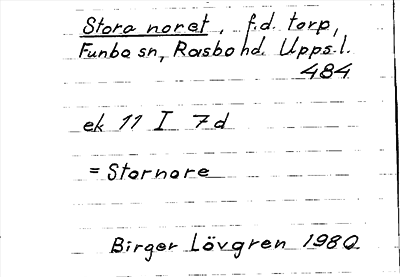 Stora noret, f.d. torp,
Funbo sn, Rasbo hd. Upps.l.
484
ek 11 I 7d
= Stornore
Birger Lövgren 1980